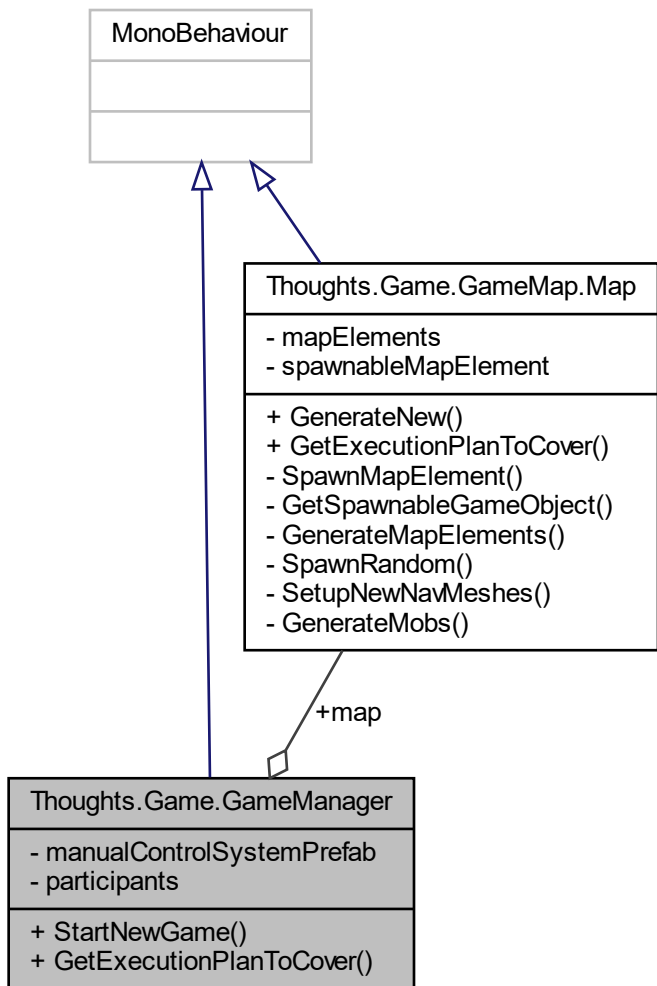 MonoBehaviour
Thoughts.Game.GameMap.Map
- mapElements
- spawnableMapElement
+ GenerateNew()
+ GetExecutionPlanToCover()
- SpawnMapElement()
- GetSpawnableGameObject()
- GenerateMapElements()
- SpawnRandom()
- SetupNewNavMeshes()
- GenerateMobs()
+map
Thoughts.Game.GameManager
- manualControlSystemPrefab
- participants
+ StartNewGame()
+ GetExecutionPlanToCover()